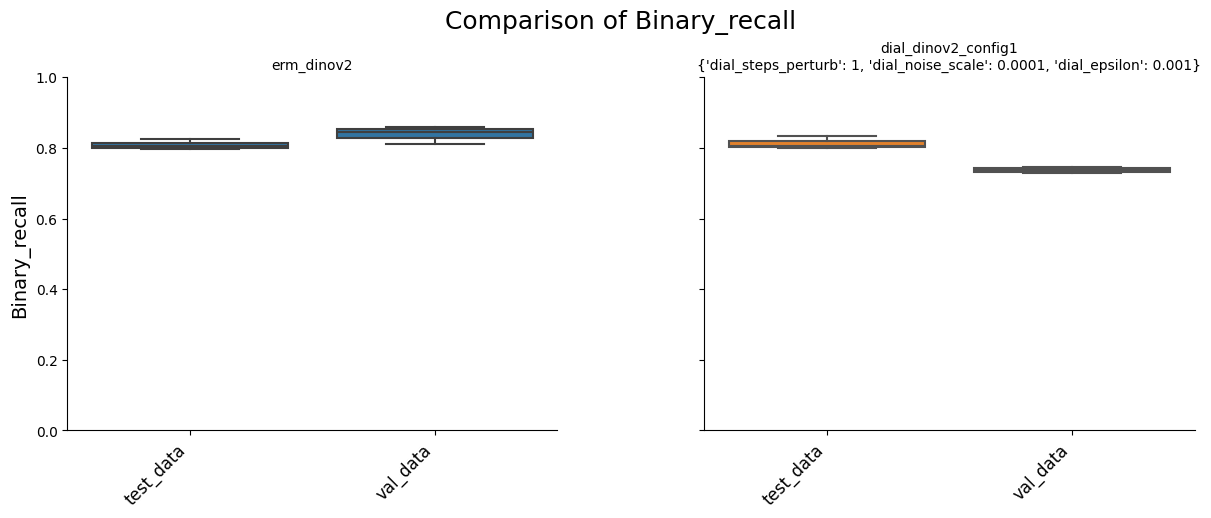 Comparison of Binary_recall
erm_dinov2
dial_dinov2_config1
{'dial_steps_perturb': 1, 'dial_noise_scale': 0.0001, 'dial_epsilon': 0.001}
Binary_recall
1.0
0.8
0.6
0.4
0.2
0.0
test_data
val_data
test_data
val_data